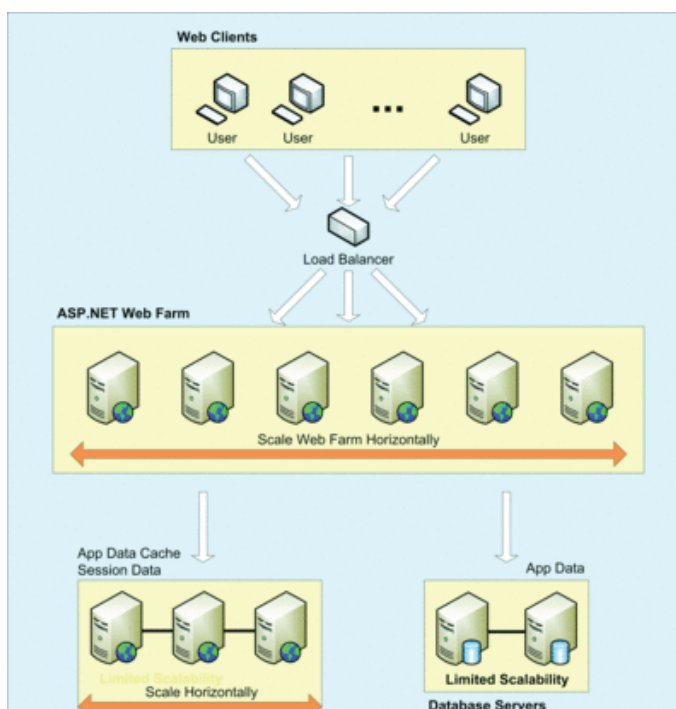 Web Clients
...
User
User
User
Load Balancer
ASP.NET Web Farm
Scale Web Farm Horizontally
App Data Cache
Session Data
App Data
Limited Scalability
Scale Horizontally
Limited Scalability
Database Servers